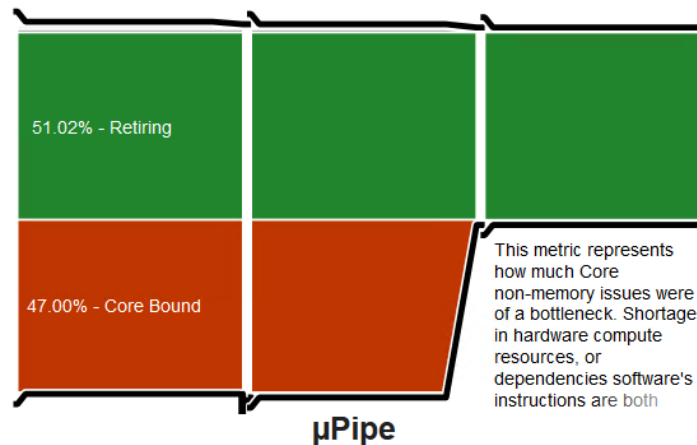 51.02% - Retiring
47.00% - Core Bound
This metric represents
how much Core
non-memory issues were
of a bottleneck. Shortage
in hardware compute
resources, or
dependencies software's
instructions are both
µPipe